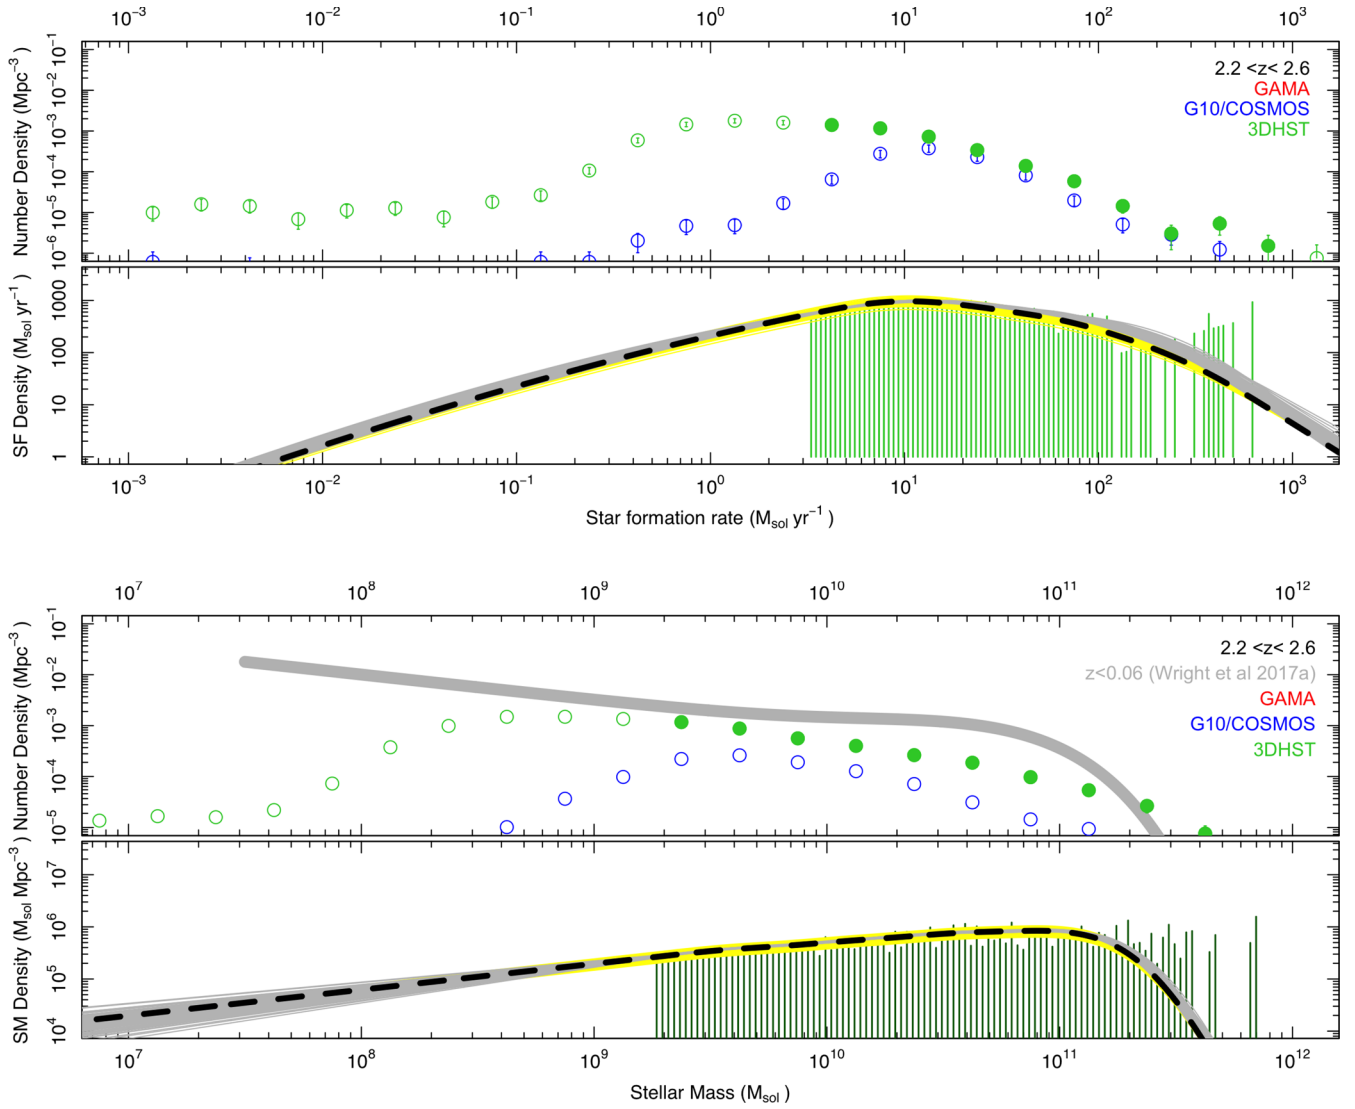 10⁻³ 10⁻² 10⁻¹ 10⁰ 10¹ 10² 10³
Number Density (Mpc⁻³)
10⁻¹
10⁻²
10⁻³
10⁻⁴
10⁻⁵
10⁻⁶
2.2 <z< 2.6
GAMA
G10/COSMOS
3DHST
SF Density (M_sol yr⁻¹)
1000
100
10
1
10⁻³ 10⁻² 10⁻¹ 10⁰ 10¹ 10² 10³
Star formation rate (M_sol yr⁻¹ )
10⁷ 10⁸ 10⁹ 10¹⁰ 10¹¹ 10¹²
Number Density (Mpc⁻³)
10⁻¹
10⁻²
10⁻³
10⁻⁴
10⁻⁵
2.2 <z< 2.6
z<0.06 (Wright et al 2017a)
GAMA
G10/COSMOS
3DHST
SM Density (M_sol Mpc⁻³ )
10⁷
10⁶
10⁵
10⁴
10⁷ 10⁸ 10⁹ 10¹⁰ 10¹¹ 10¹²
Stellar Mass (M_sol )